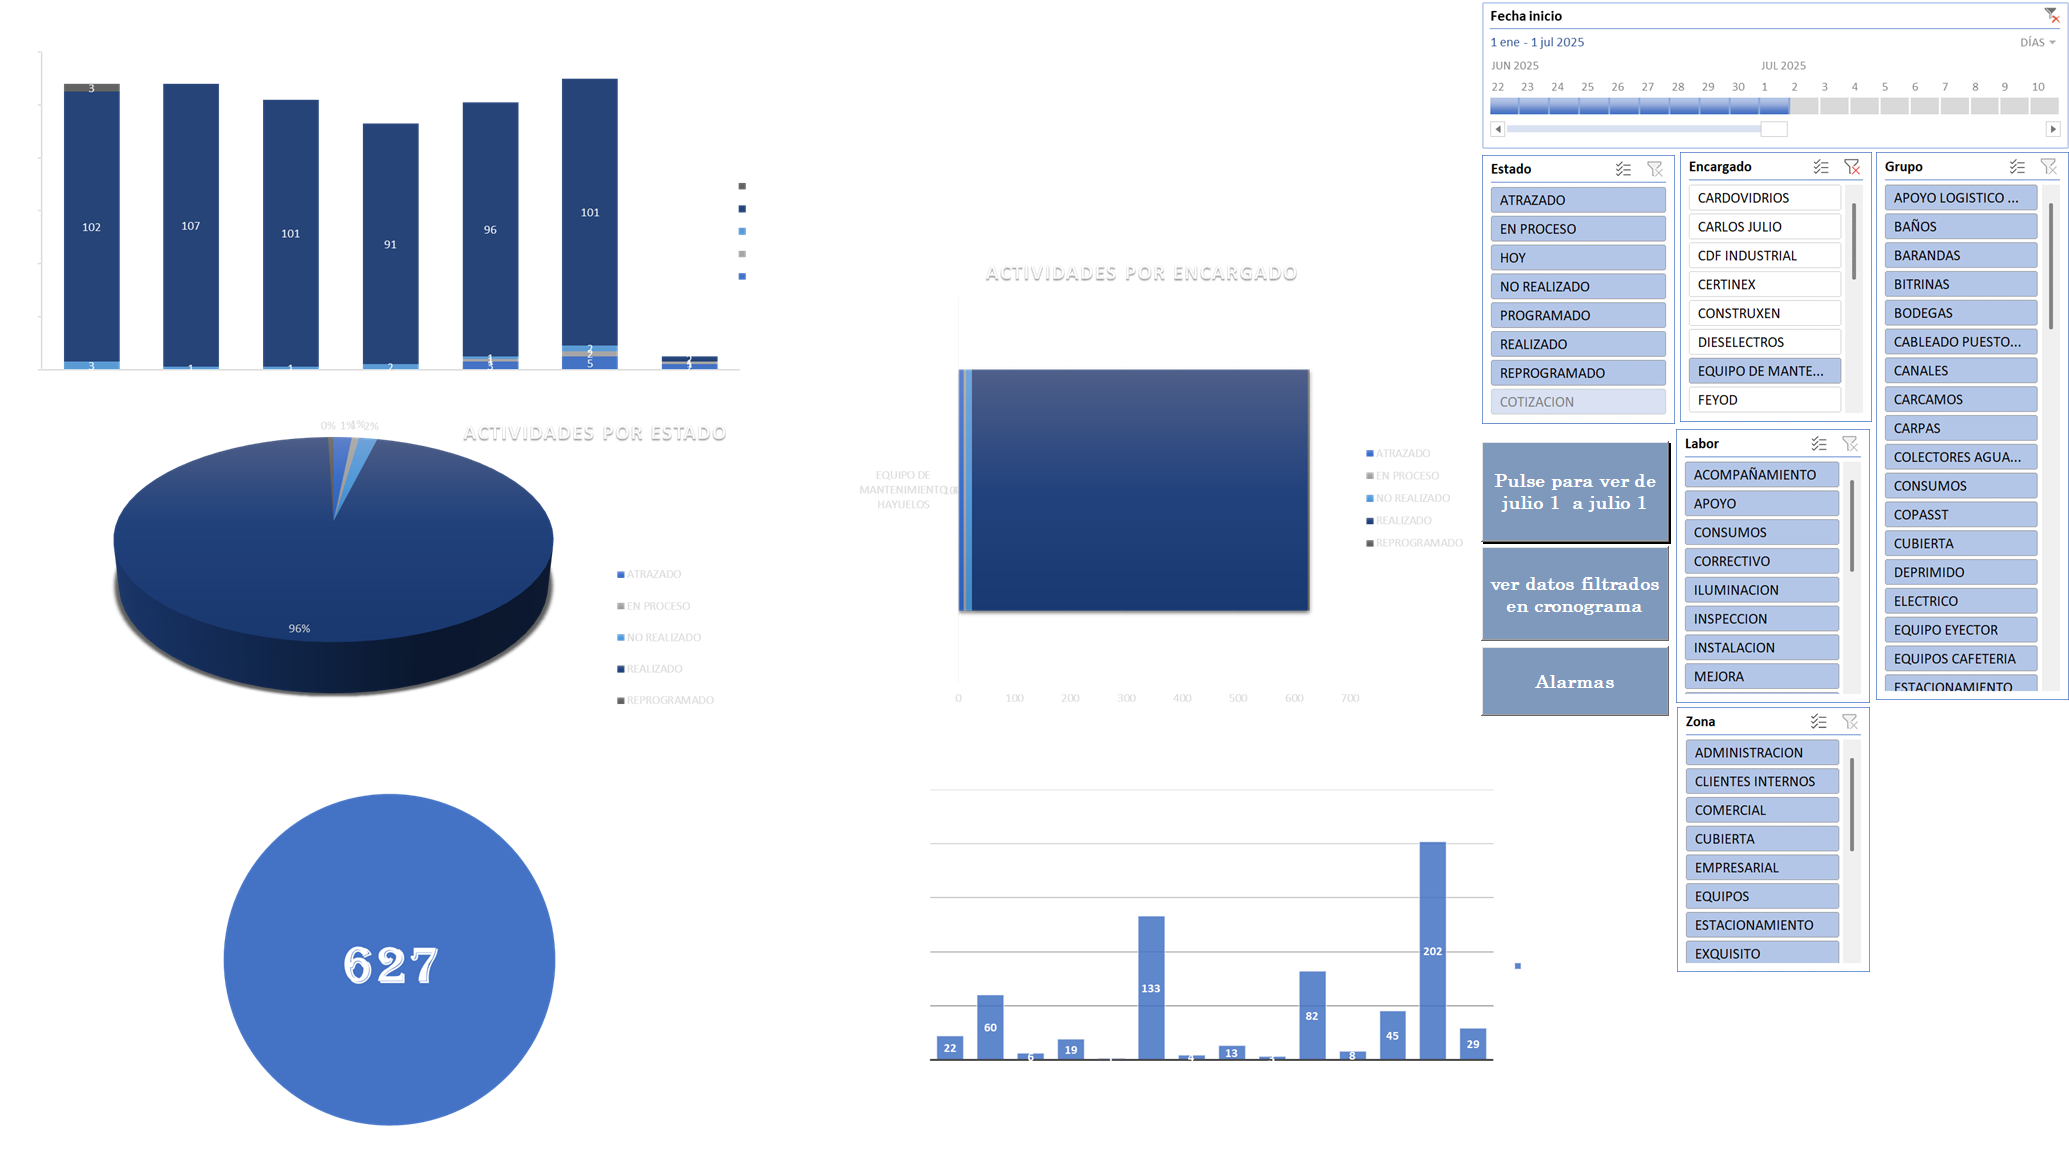 3
102
107
101
91
96
101
3
1
1
2
1
3
2
2
5
ACTIVIDADES POR ESTADO
0%
1%
1%
2%
96%
ATRAZADO
EN PROCESO
NO REALIZADO
REALIZADO
REPROGRAMADO
627
ACTIVIDADES POR ENCARGADO
EQUIPO DE
MANTENIMIENTO
HAYUELOS
0
100
200
300
400
500
600
700
ATRAZADO
EN PROCESO
NO REALIZADO
REALIZADO
REPROGRAMADO
22
60
6
19
133
4
13
3
82
8
45
202
29
Fecha inicio
1 ene - 1 jul 2025
DÍAS
JUN 2025
JUL 2025
22 23 24 25 26 27 28 29 30 1 2 3 4 5 6 7 8 9 10
Estado
ATRAZADO
EN PROCESO
HOY
NO REALIZADO
PROGRAMADO
REALIZADO
REPROGRAMADO
COTIZACION
Encargado
CARDOVIDRIOS
CARLOS JULIO
CDF INDUSTRIAL
CERTINEX
CONSTRUXEN
DIESELECTROS
EQUIPO DE MANTE...
FEYOD
Grupo
APOYO LOGISTICO ...
BAÑOS
BARANDAS
BITRINAS
BODEGAS
CABLEADO PUESTO...
CANALES
CARCAMOS
CARPAS
COLECTORES AGUA...
CONSUMOS
COPASST
CUBIERTA
DEPRIMIDO
ELECTRICO
EQUIPO EYECTOR
EQUIPOS CAFETERIA
ESTACIONAMIENTO
Pulse para ver de
julio 1 a julio 1
ver datos filtrados
en cronograma
Alarmas
Labor
ACOMPAÑAMIENTO
APOYO
CONSUMOS
CORRECTIVO
ILUMINACION
INSPECCION
INSTALACION
MEJORA
Zona
ADMINISTRACION
CLIENTES INTERNOS
COMERCIAL
CUBIERTA
EMPRESARIAL
EQUIPOS
ESTACIONAMIENTO
EXQUISITO